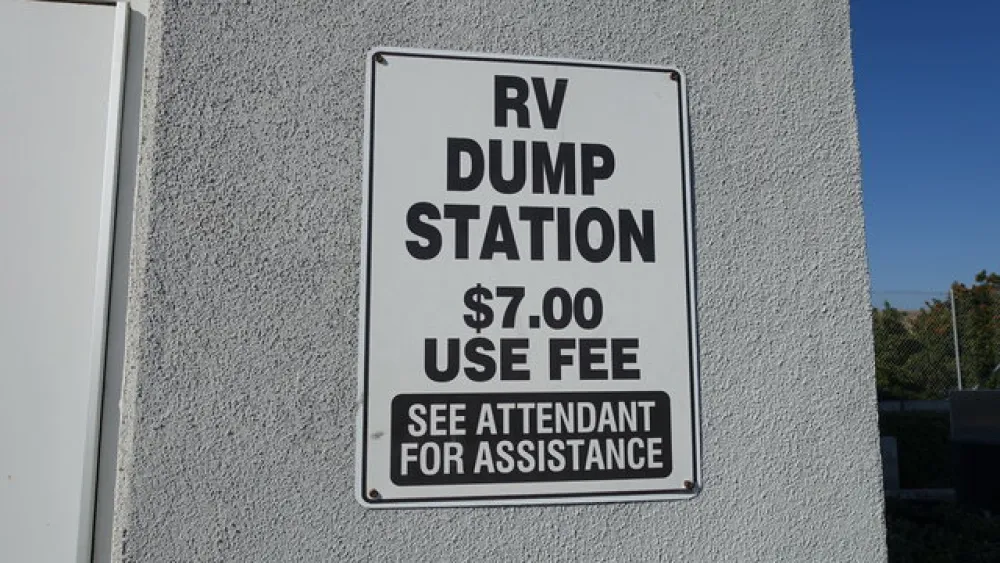 RV
DUMP
STATION
$7.00
USE FEE
SEE ATTENDANT
FOR ASSISTANCE